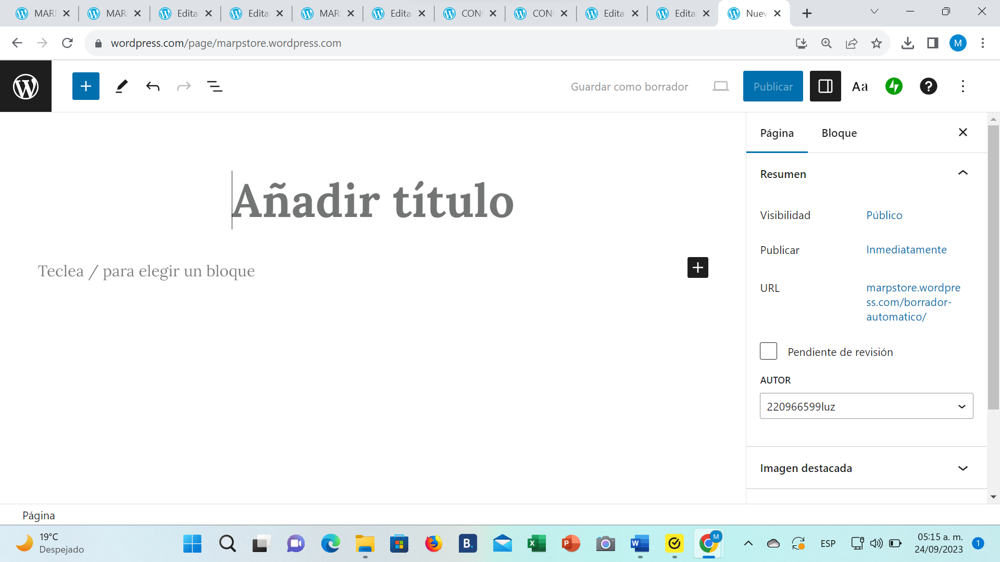 MAR
MAR
Edita
Edita
MAR
Edita
CON
CON
Edita
Edita
Nuev
wordpress.com/page/marpstore.wordpress.com
M
Guardar como borrador
Publicar
Aa
Página
Bloque
Resumen
Añadir título
Visibilidad
Público
Publicar
Inmediatamente
Teclea / para elegir un bloque
URL
marpstore.wordpre
ss.com/borrador-
automatico/
Pendiente de revisión
AUTOR
220966599luz
Imagen destacada
Página
19°C
Despejado
B.
M
ESP
05:15 a. m.
24/09/2023
1